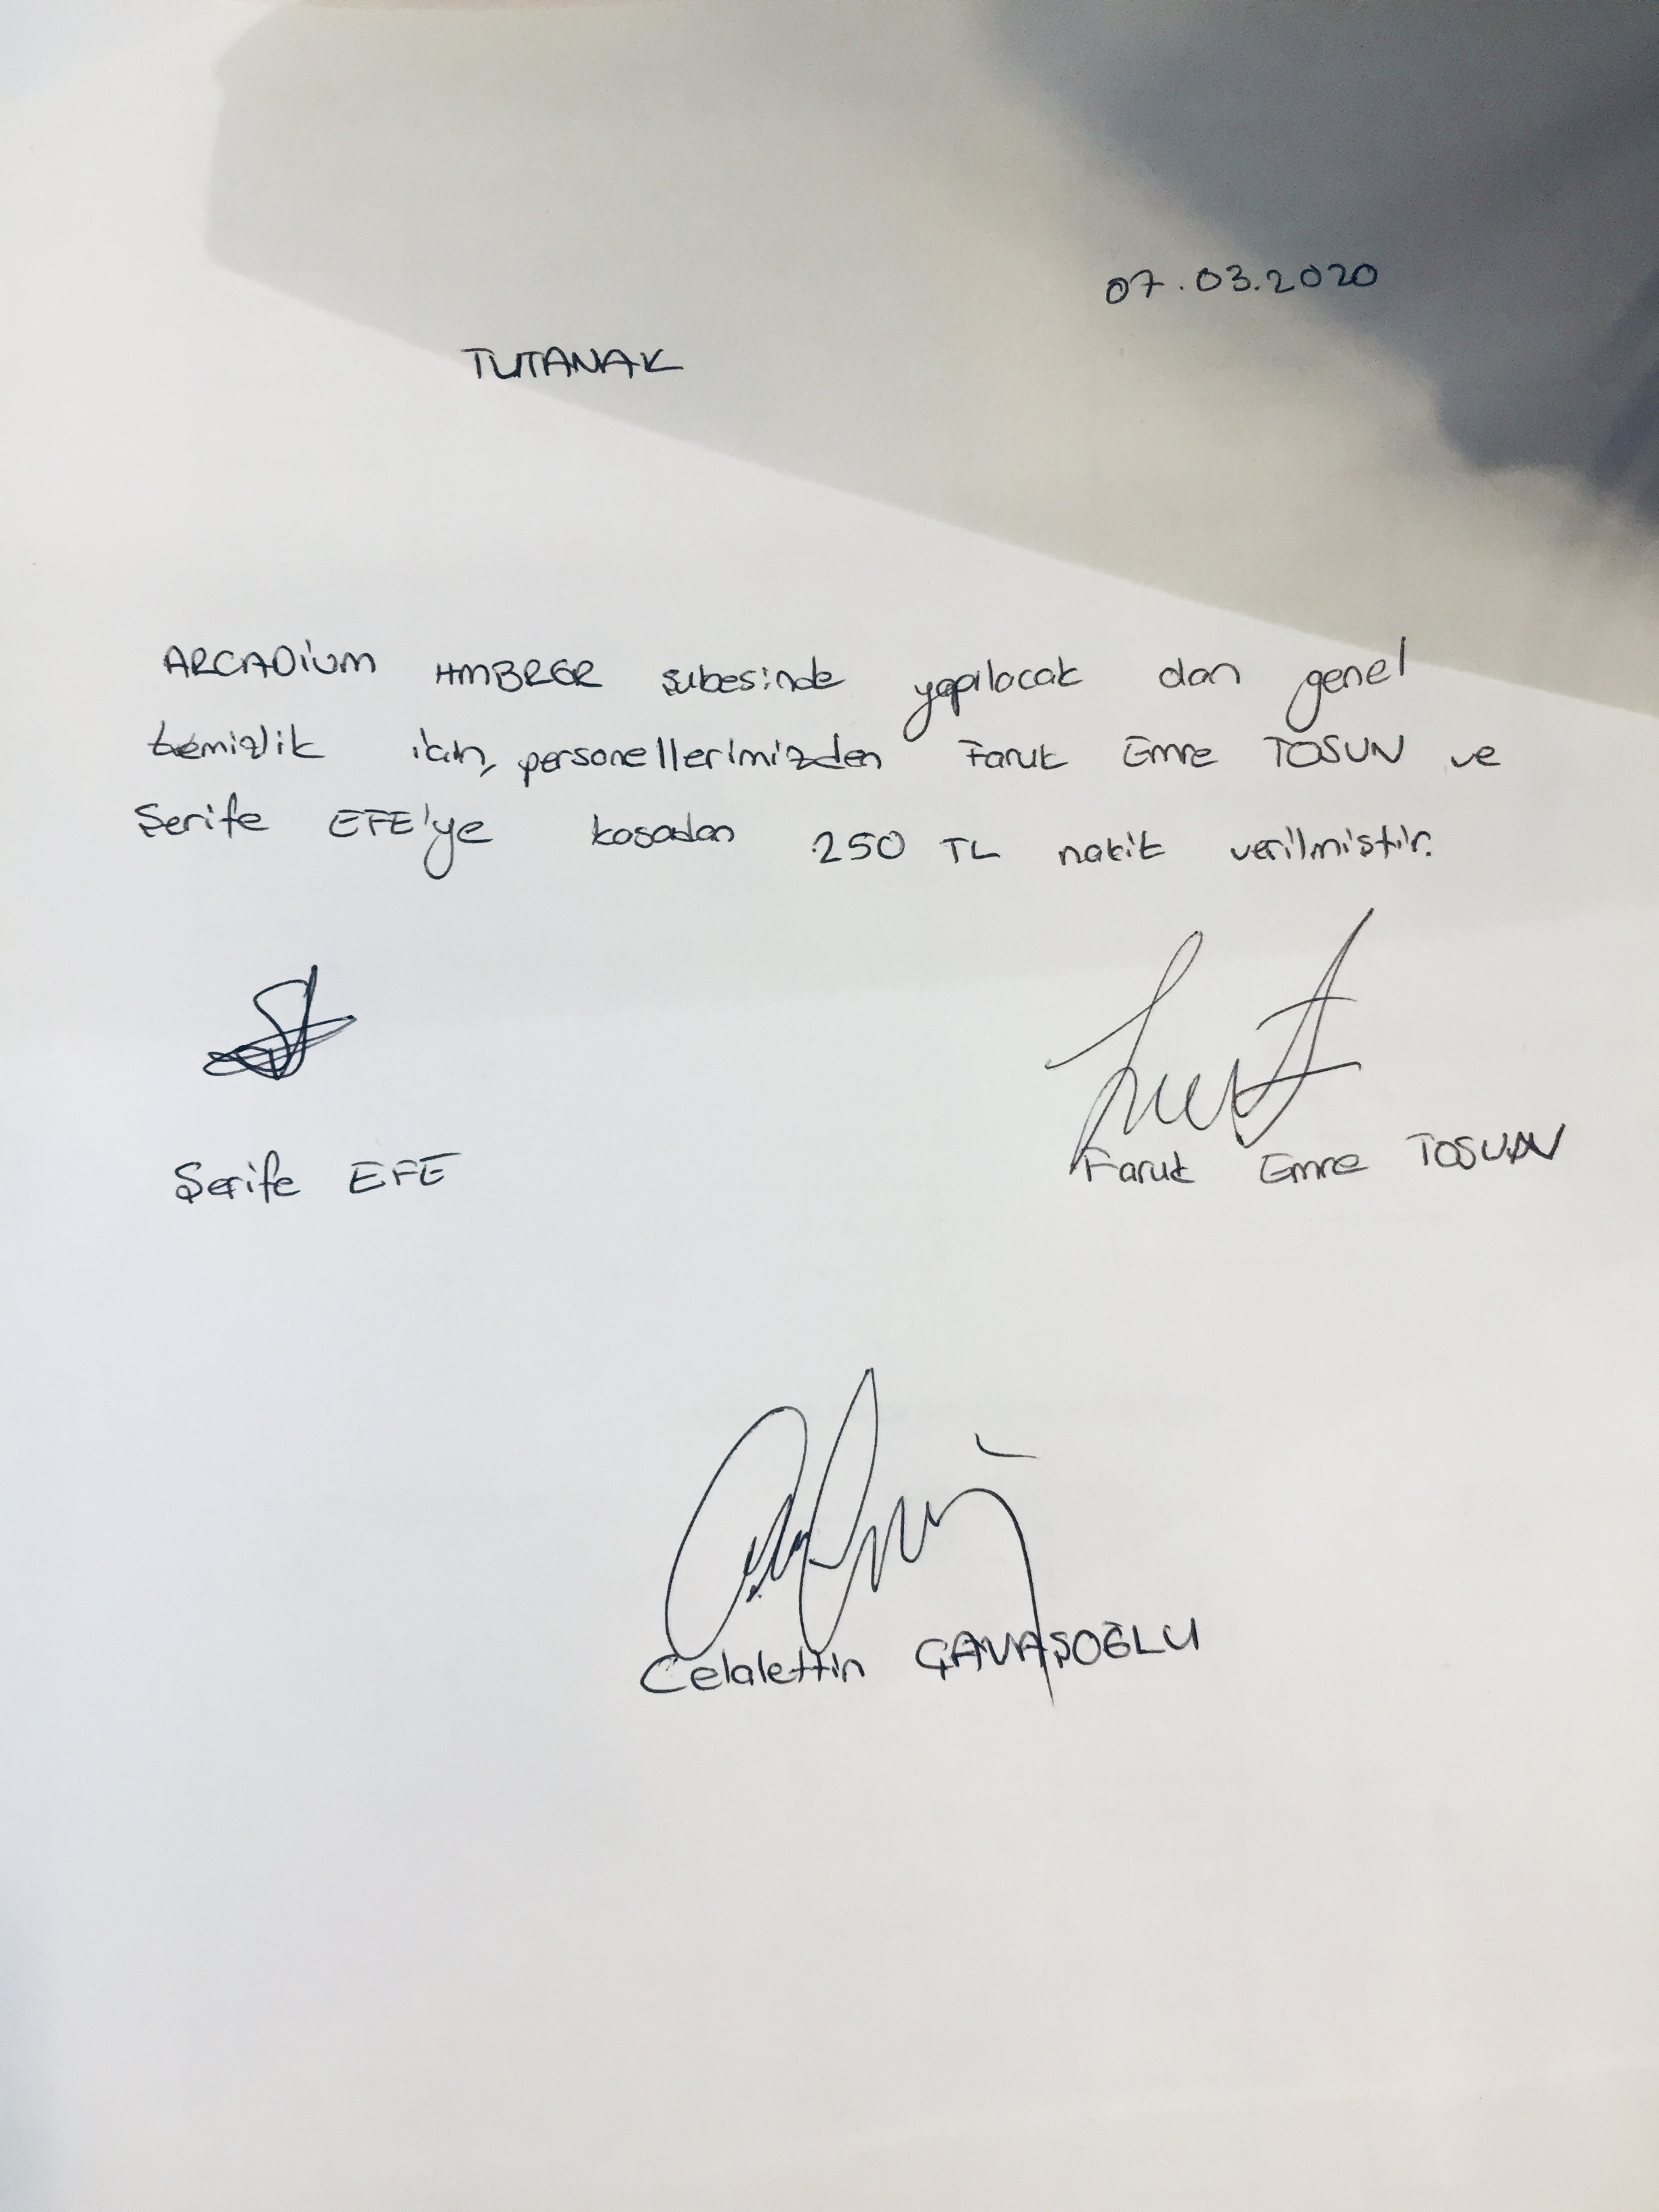 07.03.2020
TUTANAK
ARCADİUM HMBRGR şubesinde yapılacak olan genel
temizlik için, personellerimizden Faruk Emre TOSUN ve
Şerife EFE'ye kasadan 250 TL nakit verilmiştir.
Şerife EFE
Faruk Emre TOSUN
Celalettin ÇAVAŞOĞLU